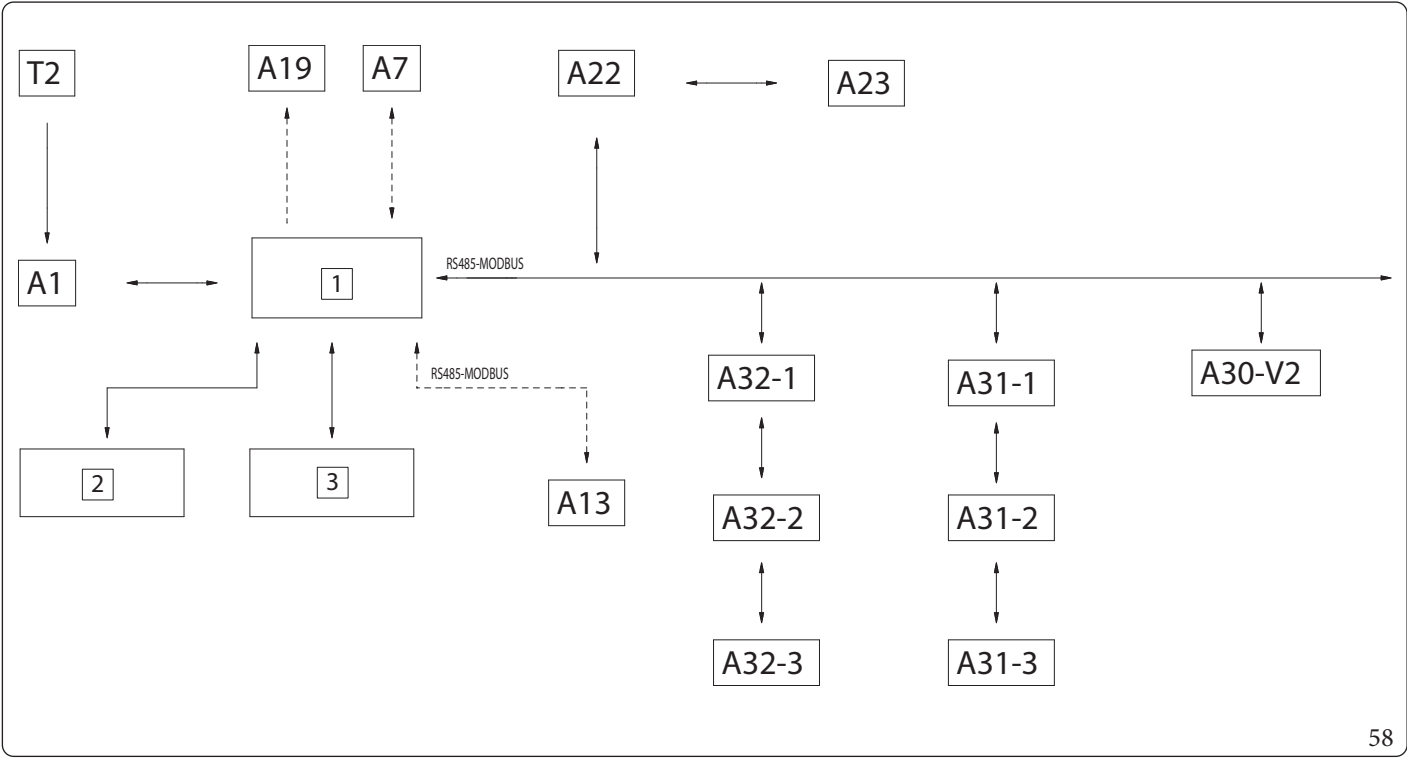 T2
A19
A7
A22
A23
A1
1
RS485-MODBUS
A32-1
A31-1
A30-V2
RS485-MODBUS
2
3
A13
A32-2
A31-2
A32-3
A31-3
58